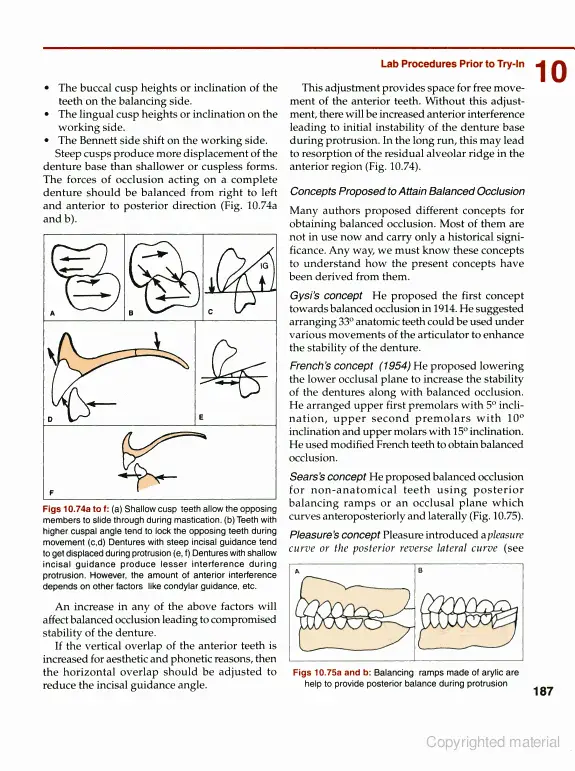 Lab Procedures Prior to Try-In
10
• The buccal cusp heights or inclination of the
teeth on the balancing side.
• The lingual cusp heights or inclination on the
working side.
• The Bennett side shift on the working side.
Steep cusps produce more displacement of the
denture base than shallower or cuspless forms.
The forces of occlusion acting on a complete
denture should be balanced from right to left
and anterior to posterior direction (Fig. 10.74a
and b).
A
B
C
IG
D
E
F
Figs 10.74a to f: (a) Shallow cusp teeth allow the opposing
members to slide through during mastication. (b) Teeth with
higher cuspal angle tend to lock the opposing teeth during
movement (c,d) Dentures with steep incisal guidance tend
to get displaced during protrusion (e, f) Dentures with shallow
incisal guidance produce lesser interference during
protrusion. However, the amount of anterior interference
depends on other factors like condylar guidance, etc.
An increase in any of the above factors will
affect balanced occlusion leading to compromised
stability of the denture.
If the vertical overlap of the anterior teeth is
increased for aesthetic and phonetic reasons, then
the horizontal overlap should be adjusted to
reduce the incisal guidance angle.
This adjustment provides space for free move-
ment of the anterior teeth. Without this adjust-
ment, there will be increased anterior interference
leading to initial instability of the denture base
during protrusion. In the long run, this may lead
to resorption of the residual alveolar ridge in the
anterior region (Fig. 10.74).
Concepts Proposed to Attain Balanced Occlusion
Many authors proposed different concepts for
obtaining balanced occlusion. Most of them are
not in use now and carry only a historical signi-
ficance. Any way, we must know these concepts
to understand how the present concepts have
been derived from them.
Gysi's concept He proposed the first concept
towards balanced occlusion in 1914. He suggested
arranging 33º anatomic teeth could be used under
various movements of the articulator to enhance
the stability of the denture.
French's concept (1954) He proposed lowering
the lower occlusal plane to increase the stability
of the dentures along with balanced occlusion.
He arranged upper first premolars with 5º incli-
nation, upper second premolars with 10º
inclination and upper molars with 15º inclination.
He used modified French teeth to obtain balanced
occlusion.
Sears's concept He proposed balanced occlusion
for non-anatomical teeth using posterior
balancing ramps or an occlusal plane which
curves anteroposteriorly and laterally (Fig. 10.75).
Pleasure's concept Pleasure introduced a pleasure
curve or the posterior reverse lateral curve (see
A
B
Figs 10.75a and b: Balancing ramps made of arylic are
help to provide posterior balance during protrusion
187
Copyrighted material